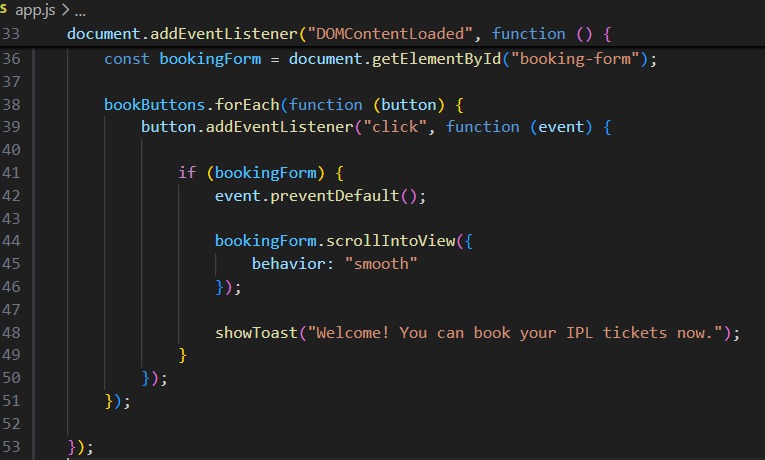 JS app.js > ...
33 document.addEventListener("DOMContentLoaded", function () {
36 const bookingForm = document.getElementById("booking-form");
37
38 bookButtons.forEach(function (button) {
39 button.addEventListener("click", function (event) {
40
41 if (bookingForm) {
42 event.preventDefault();
43
44 bookingForm.scrollIntoView({
45 behavior: "smooth"
46 });
47
48 showToast("Welcome! You can book your IPL tickets now.");
49 }
50 });
51 });
52
53 });